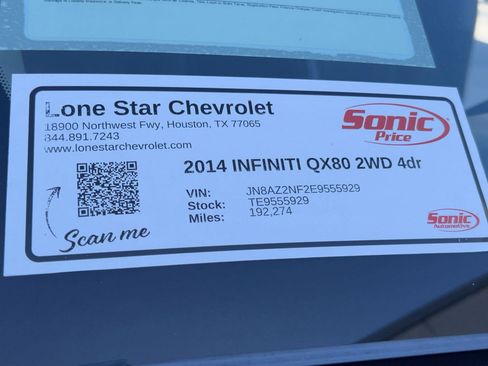 Lone Star Chevrolet
18900 Northwest Fwy, Houston, TX 77065
844.891.7243
www.lonestarchevrolet.com
Sonic
Price
2014 INFINITI QX80 2WD 4dr
VIN: JN8AZ2NF2E9555929
Stock: TE9555929
Miles: 192,274
Scan me
Sonic
Automotive